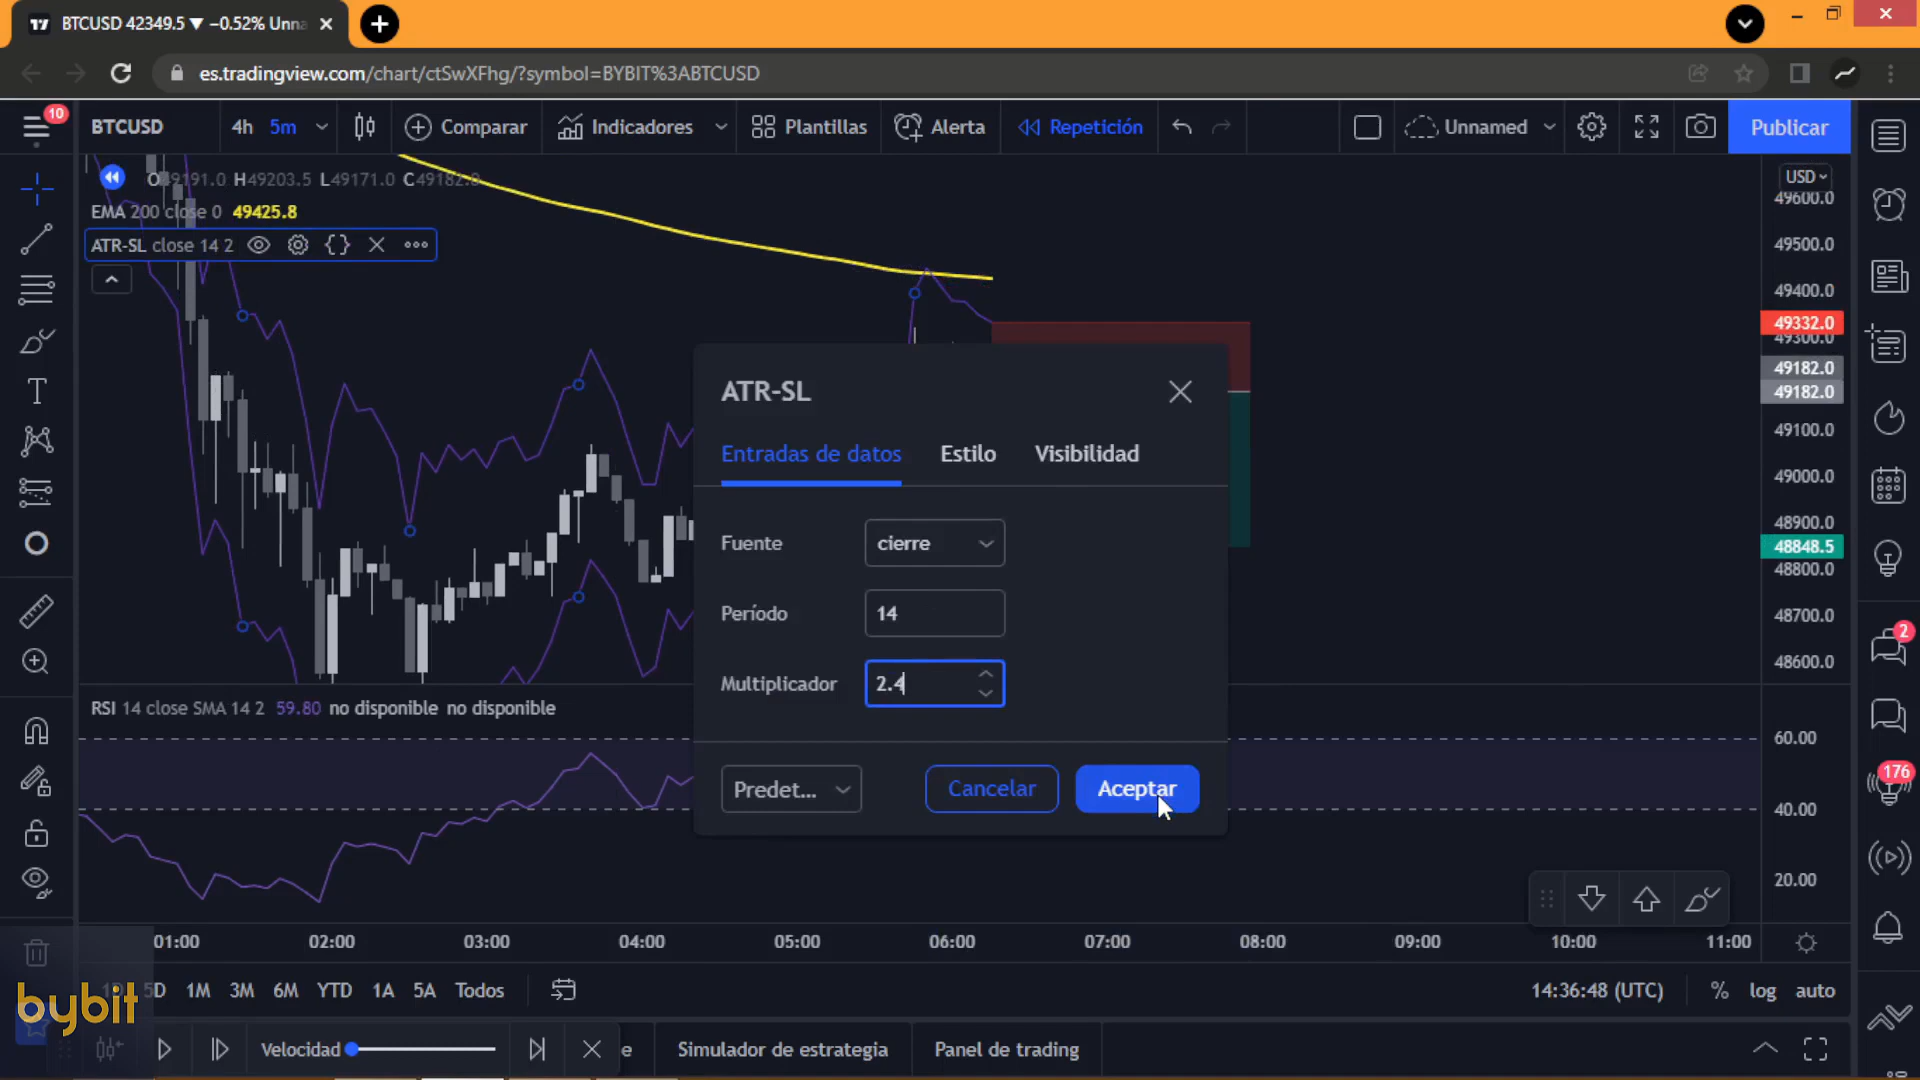 BTCUSD 42349.5 ▼ −0.52% Unna
es.tradingview.com/chart/ctSwXFhg/?symbol=BYBIT%3ABTCUSD
10
BTCUSD 4h 5m Comparar Indicadores Plantillas Alerta Repetición Unnamed Publicar
O49191.0 H49203.5 L49171.0 C49182.0
EMA 200 close 0 49425.8
ATR-SL close 14 2
USD
49600.0
49500.0
49400.0
49332.0
49300.0
49182.0
49182.0
49100.0
49000.0
48900.0
48848.5
48800.0
48700.0
48600.0
ATR-SL
Entradas de datos Estilo Visibilidad
Fuente cierre
Período 14
Multiplicador 2.4
Predet... Cancelar Aceptar
RSI 14 close SMA 14 2 59.80 no disponible no disponible
60.00
40.00
20.00
2
176
01:00 02:00 03:00 04:00 05:00 06:00 07:00 08:00 09:00 10:00 11:00
5D 1M 3M 6M YTD 1A 5A Todos 14:36:48 (UTC) % log auto
bybit
Velocidad e Simulador de estrategia Panel de trading